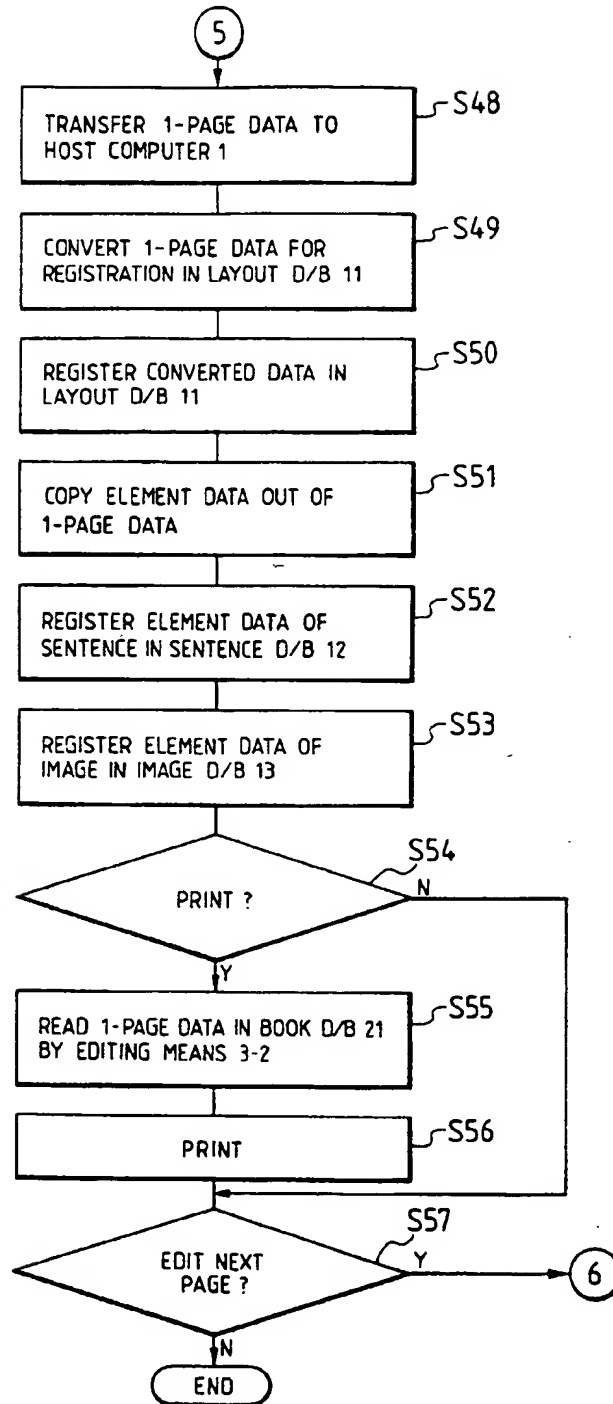 5
TRANSFER 1-PAGE DATA TO
HOST COMPUTER 1
S48
CONVERT 1-PAGE DATA FOR
REGISTRATION IN LAYOUT D/B 11
S49
REGISTER CONVERTED DATA IN
LAYOUT D/B 11
S50
COPY ELEMENT DATA OUT OF
1-PAGE DATA
S51
REGISTER ELEMENT DATA OF
SENTENCE IN SENTENCE D/B 12
S52
REGISTER ELEMENT DATA OF
IMAGE IN IMAGE D/B 13
S53
PRINT ?
S54
N
Y
READ 1-PAGE DATA IN BOOK D/B 21
BY EDITING MEANS 3-2
S55
PRINT
S56
EDIT NEXT
PAGE ?
S57
Y
6
N
END